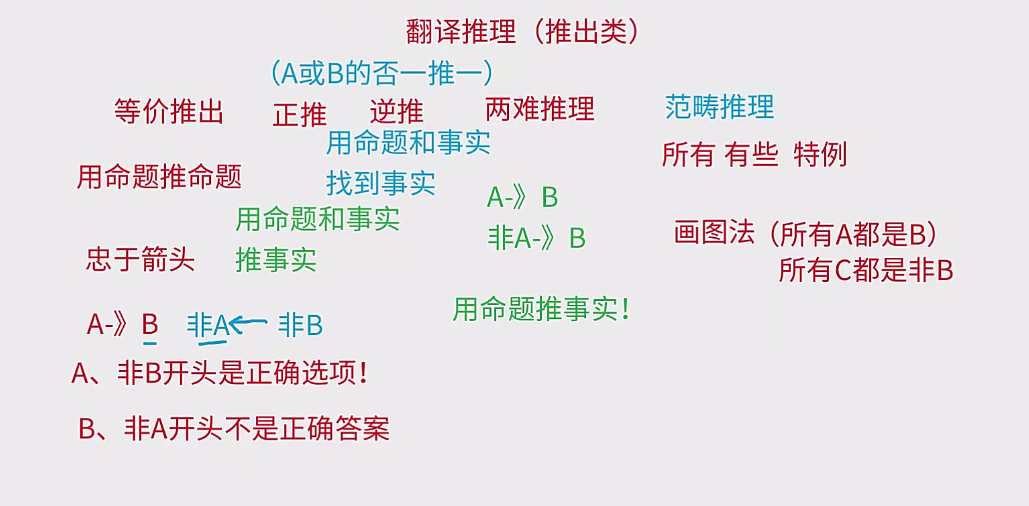 翻译推理（推出类）
（A或B的否一推一）
等价推出 正推 逆推 两难推理 范畴推理
用命题和事实
所有 有些 特例
用命题推命题
找到事实
A-》B
用命题和事实
非A-》B
画图法（所有A都是B）
忠于箭头
推事实
所有C都是非B
用命题推事实！
A-》B 非A← 非B
A、非B开头是正确选项！
B、非A开头不是正确答案